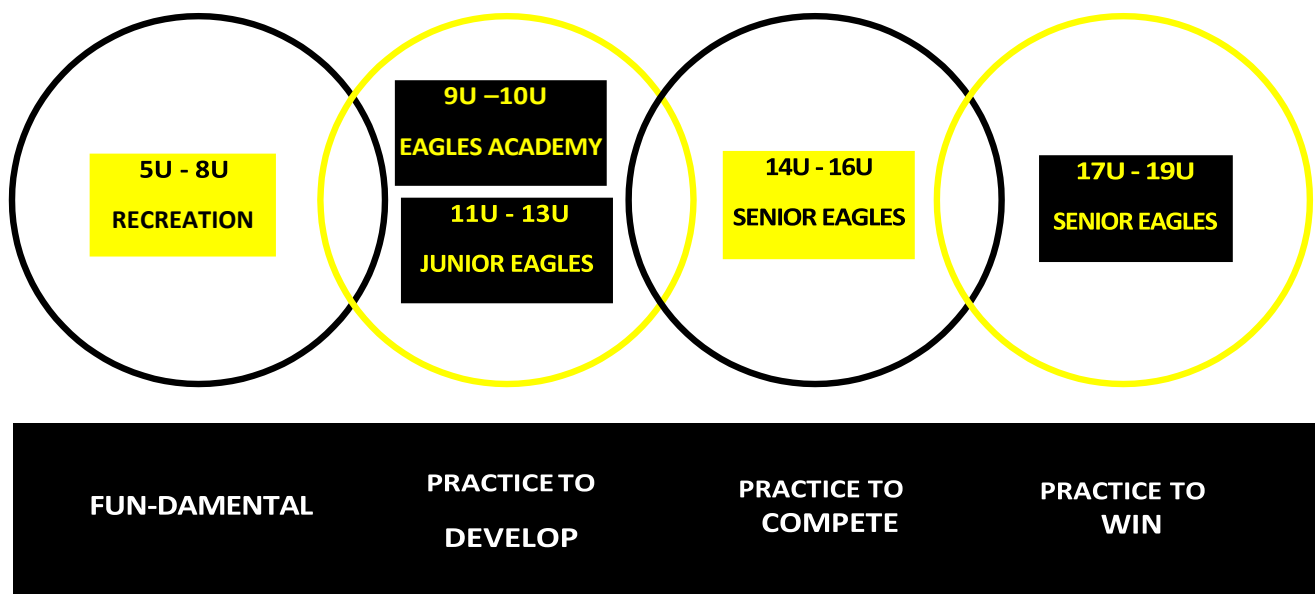 5U - 8U
RECREATION
9U –10U
EAGLES ACADEMY
11U - 13U
JUNIOR EAGLES
14U - 16U
SENIOR EAGLES
17U - 19U
SENIOR EAGLES
FUN-DAMENTAL
PRACTICE TO
DEVELOP
PRACTICE TO
COMPETE
PRACTICE TO
WIN